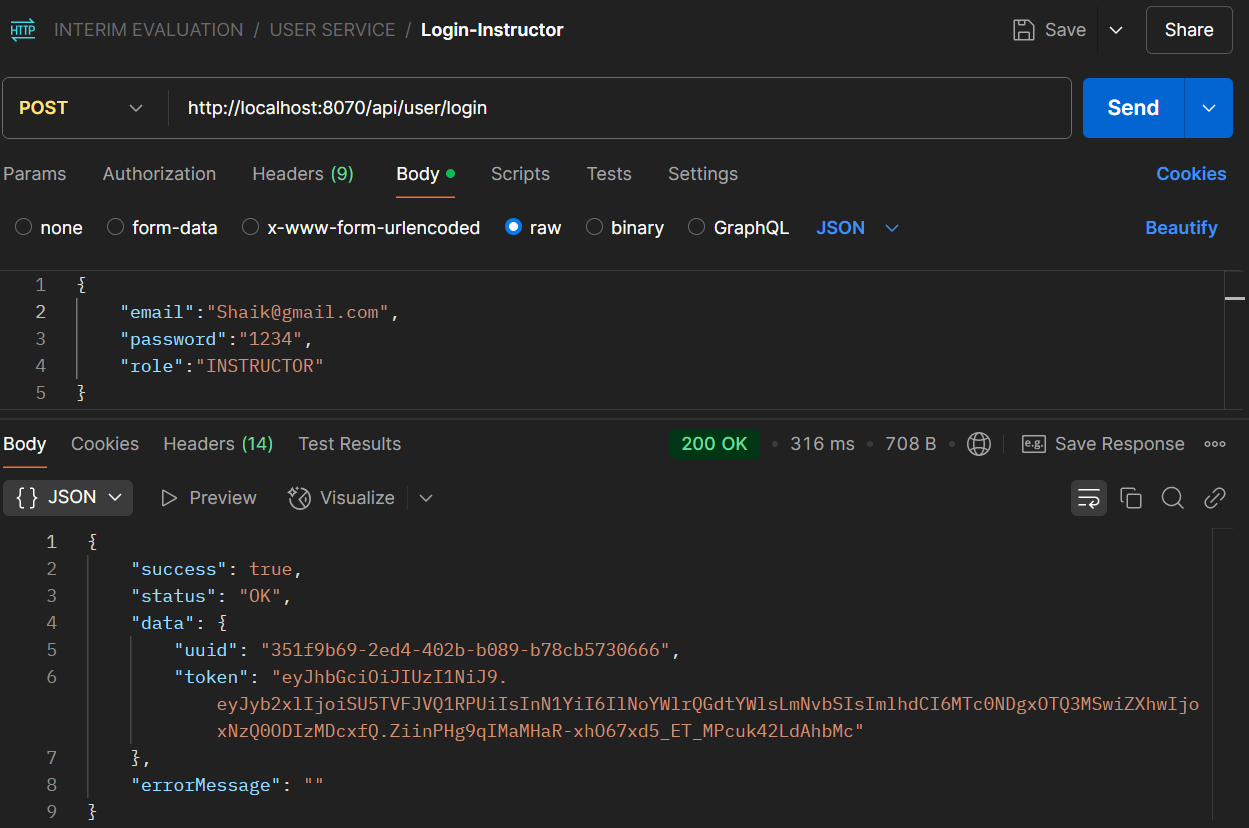 HTTP INTERIM EVALUATION / USER SERVICE / Login-Instructor Save Share
POST http://localhost:8070/api/user/login Send
Params Authorization Headers (9) Body Scripts Tests Settings Cookies
none form-data x-www-form-urlencoded raw binary GraphQL JSON Beautify
1 {
2 "email":"Shaik@gmail.com",
3 "password":"1234",
4 "role":"INSTRUCTOR"
5 }
Body Cookies Headers (14) Test Results 200 OK • 316 ms • 708 B • e.g. Save Response
{} JSON Preview Visualize
1 {
2 "success": true,
3 "status": "OK",
4 "data": {
5 "uuid": "351f9b69-2ed4-402b-b089-b78cb5730666",
6 "token": "eyJhbGciOiJIUzI1NiJ9.
eyJyb2xlIjoiSU5TVFJVQ1RPUiIsInN1YiI6IlNoYWlrQGdtYWlsLmNvbSIsImlhdCI6MTc0NDgxOTQ3MSwiZXhwIjo
xNzQ0ODIzMDcxfQ.ZiinPHg9qIMaMHaR-xhO67xd5_ET_MPcuk42LdAhbMc"
7 },
8 "errorMessage": ""
9 }